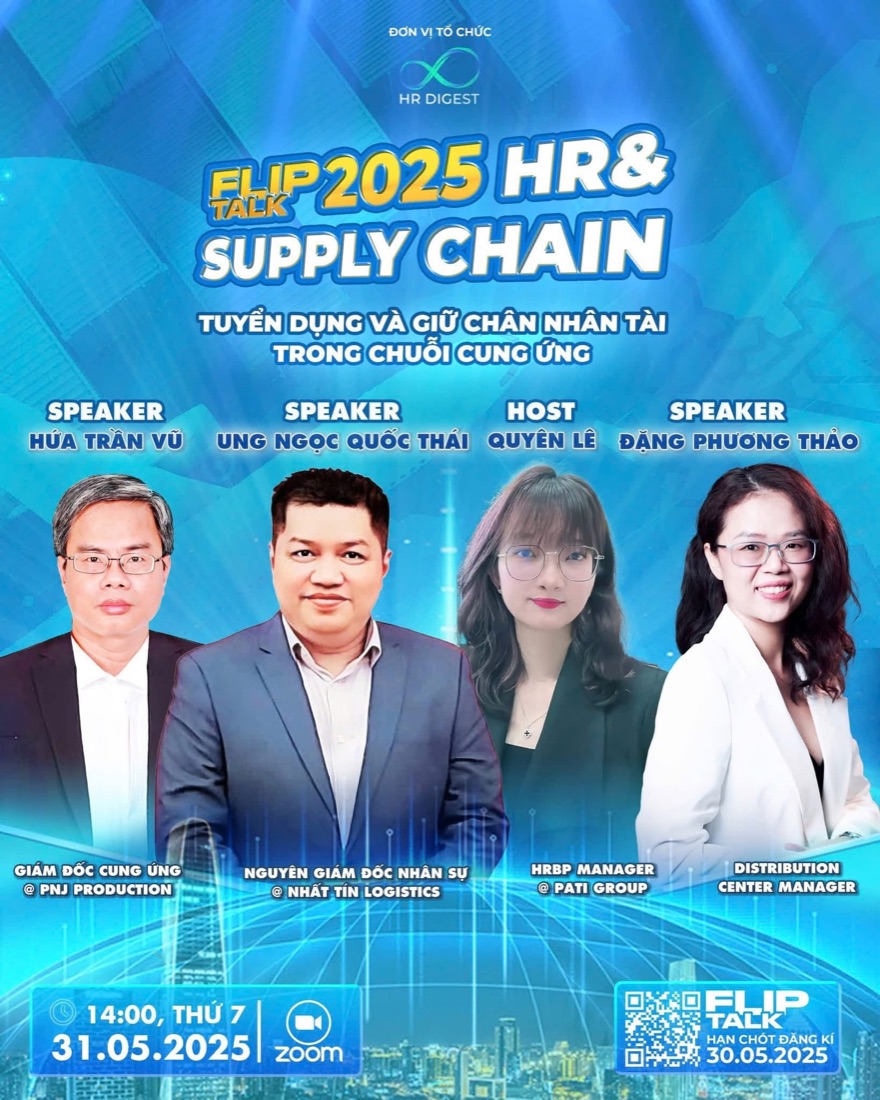 ĐƠN VỊ TỔ CHỨC
HR DIGEST
FLIP TALK 2025 HR&
SUPPLY CHAIN
TUYỂN DỤNG VÀ GIỮ CHÂN NHÂN TÀI
TRONG CHUỖI CUNG ỨNG
SPEAKER
HỨA TRẦN VŨ
SPEAKER
UNG NGỌC QUỐC THÁI
HOST
QUYÊN LÊ
SPEAKER
ĐẶNG PHƯƠNG THẢO
GIÁM ĐỐC CUNG ỨNG
@ PNJ PRODUCTION
NGUYÊN GIÁM ĐỐC NHÂN SỰ
@ NHẤT TÍN LOGISTICS
HRBP MANAGER
@ PATI GROUP
DISTRIBUTION
CENTER MANAGER
14:00, THỨ 7
31.05.2025
zoom
FLIP
TALK
HẠN CHÓT ĐĂNG KÍ
30.05.2025